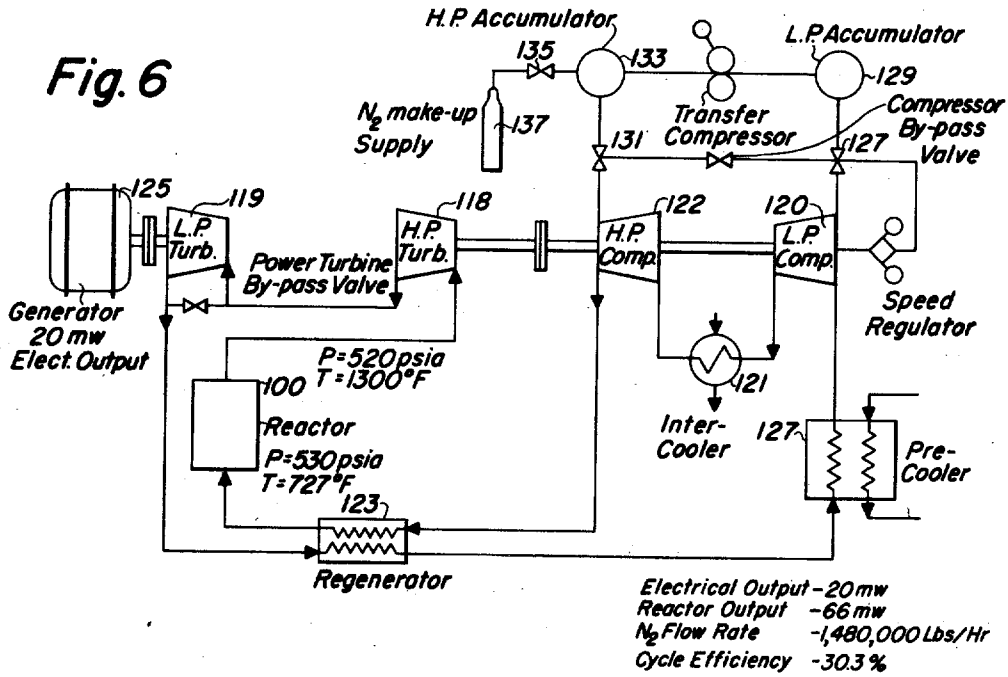 Fig. 6
H.P. Accumulator
L.P. Accumulator
135
133
129
N₂ make-up
Supply
137
Transfer
Compressor
Compressor
By-pass
Valve
131
127
125
119
118
122
120
L.P.
Turb.
H.P.
Turb.
H.P.
Comp.
L.P.
Comp.
Power Turbine
By-pass Valve
Generator
20 mw
Elect. Output
Speed
Regulator
P=520 psia
T=1300°F
100
Reactor
P=530 psia
T=727°F
121
Inter-
Cooler
127
Pre-
Cooler
123
Regenerator
Electrical Output -20 mw
Reactor Output -66 mw
N₂ Flow Rate -1,480,000 Lbs/Hr
Cycle Efficiency -30.3 %